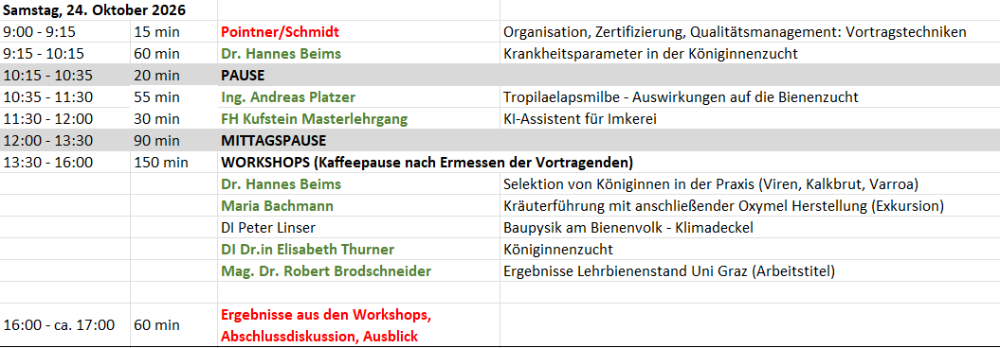 Samstag, 24. Oktober 2026
9:00 - 9:15 15 min Pointner/Schmidt Organisation, Zertifizierung, Qualitätsmanagement: Vortragstechniken
9:15 - 10:15 60 min Dr. Hannes Beims Krankheitsparameter in der Königinnenzucht
10:15 - 10:35 20 min PAUSE
10:35 - 11:30 55 min Ing. Andreas Platzer Tropilaelapsmilbe - Auswirkungen auf die Bienenzucht
11:30 - 12:00 30 min FH Kufstein Masterlehrgang KI-Assistent für Imkerei
12:00 - 13:30 90 min MITTAGSPAUSE
13:30 - 16:00 150 min WORKSHOPS (Kaffeepause nach Ermessen der Vortragenden)
Dr. Hannes Beims Selektion von Königinnen in der Praxis (Viren, Kalkbrut, Varroa)
Maria Bachmann Kräuterführung mit anschließender Oxymel Herstellung (Exkursion)
DI Peter Linser Baupysik am Bienenvolk - Klimadeckel
DI Dr.in Elisabeth Thurner Königinnenzucht
Mag. Dr. Robert Brodschneider Ergebnisse Lehrbienenstand Uni Graz (Arbeitstitel)
16:00 - ca. 17:00 60 min Ergebnisse aus den Workshops,
Abschlussdiskussion, Ausblick